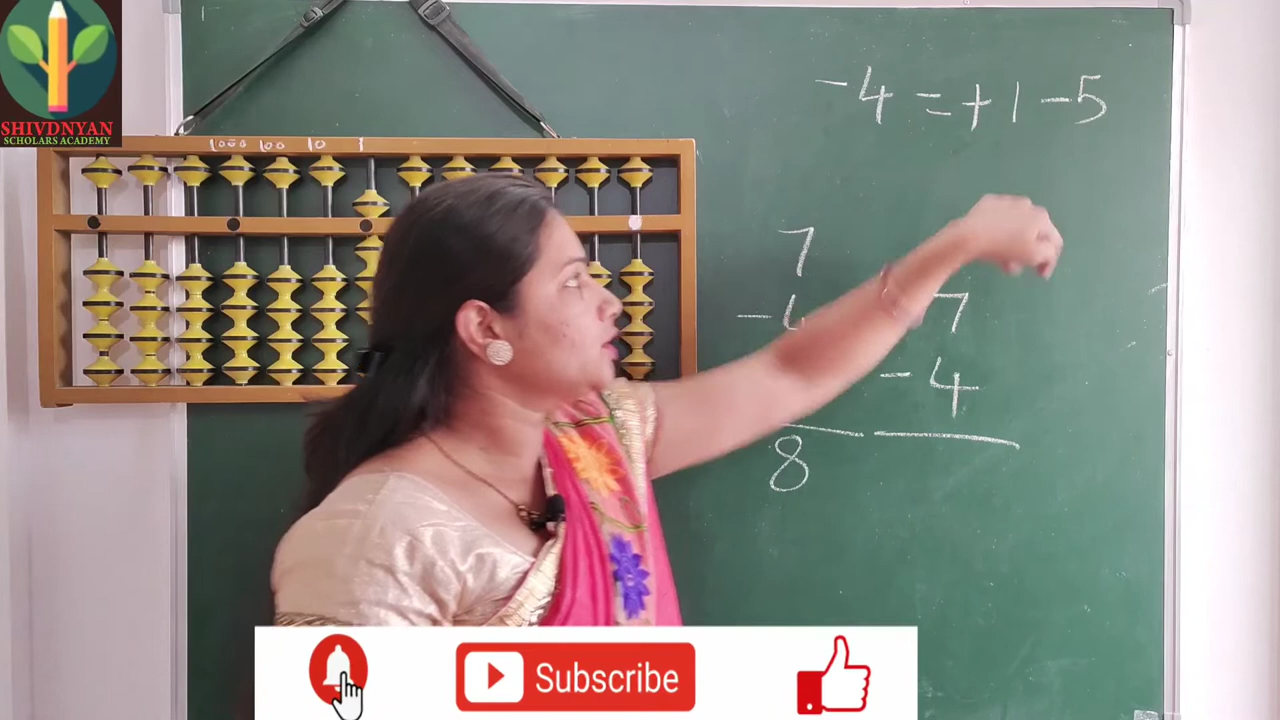 SHIVDNYAN
SCHOLARS ACADEMY
1000 100 10 1
-4 = +1 -5
7
-4
8
7
-4
Subscribe